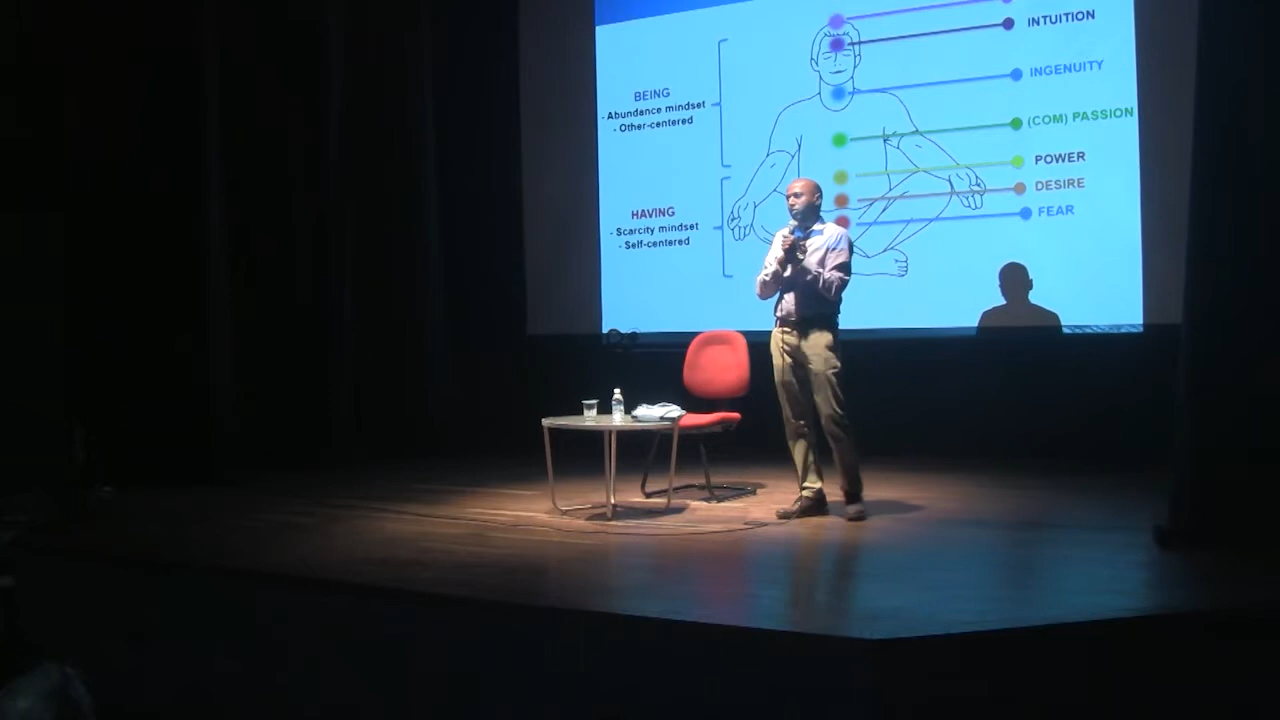 BEING
- Abundance mindset
- Other-centered
HAVING
- Scarcity mindset
- Self-centered
INTUITION
INGENUITY
(COM) PASSION
POWER
DESIRE
FEAR